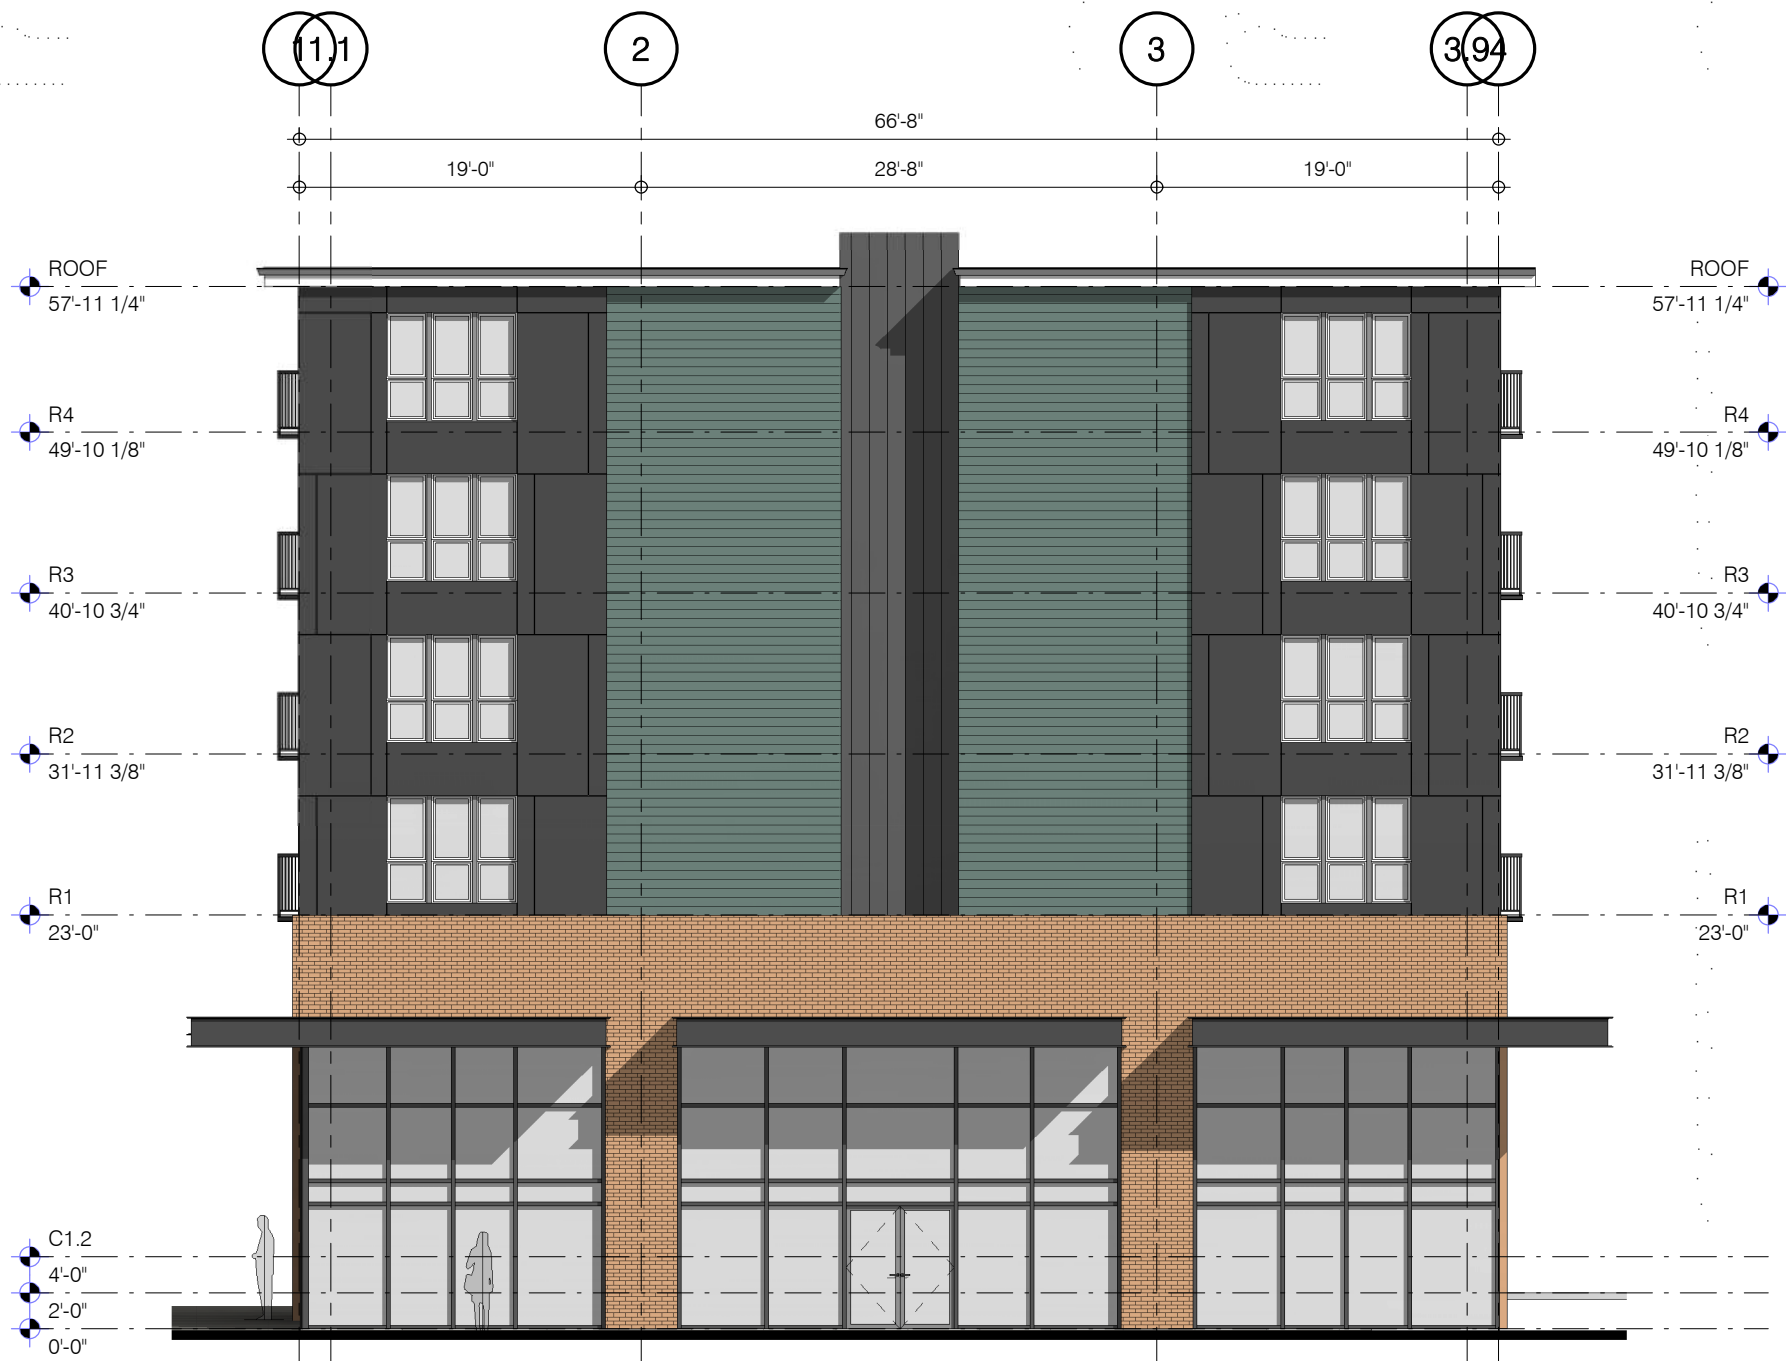 1 1.1 2 3 3.9 4
66'-8"
19'-0" 28'-8" 19'-0"
ROOF ROOF
57'-11 1/4" 57'-11 1/4"
R4 R4
49'-10 1/8" 49'-10 1/8"
R3 R3
40'-10 3/4" 40'-10 3/4"
R2 R2
31'-11 3/8" 31'-11 3/8"
R1 R1
23'-0" 23'-0"
C1.2
4'-0"
2'-0"
0'-0"